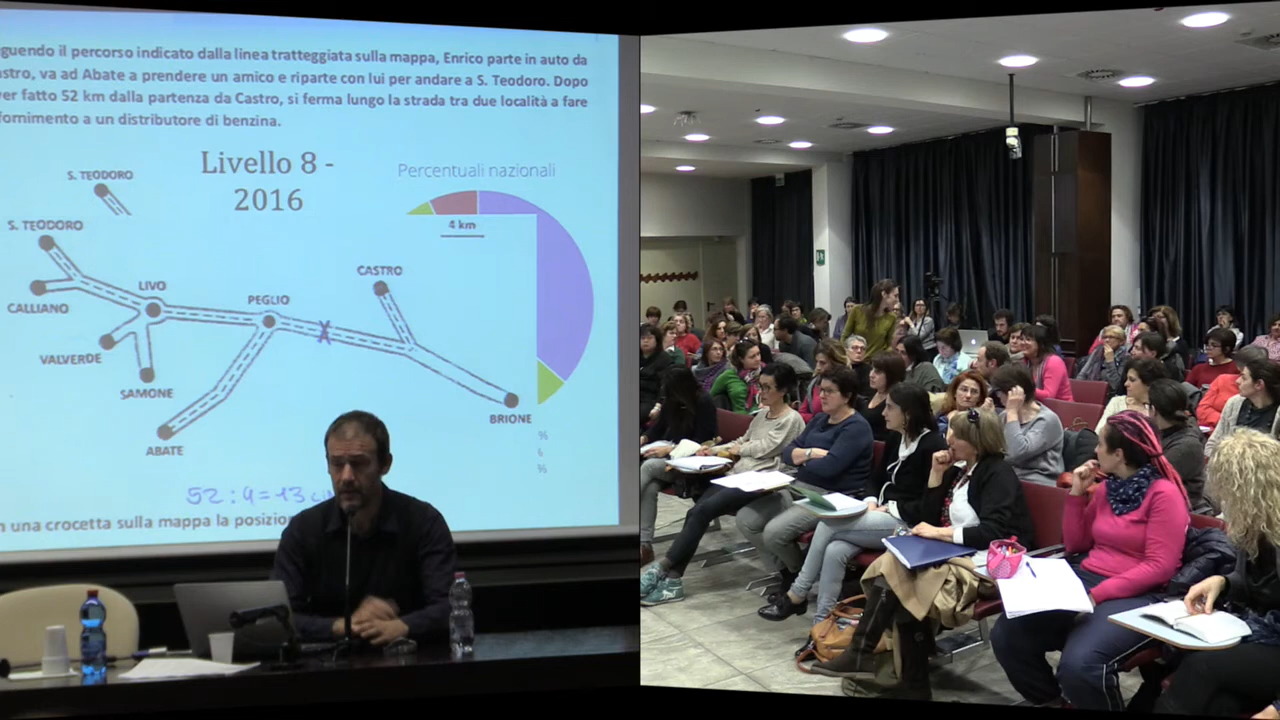 guendo il percorso indicato dalla linea tratteggiata sulla mappa, Enrico parte in auto da
astro, va ad Abate a prendere un amico e riparte con lui per andare a S. Teodoro. Dopo
ver fatto 52 km dalla partenza da Castro, si ferma lungo la strada tra due località a fare
fornimento a un distributore di benzina.
Livello 8 -
2016
Percentuali nazionali
S. TEODORO
4 km
S. TEODORO
CASTRO
LIVO
PEGLIO
CALLIANO
VALVERDE
SAMONE
BRIONE
ABATE
%
%
52 : 4 = 13
n una crocetta sulla mappa la posizio